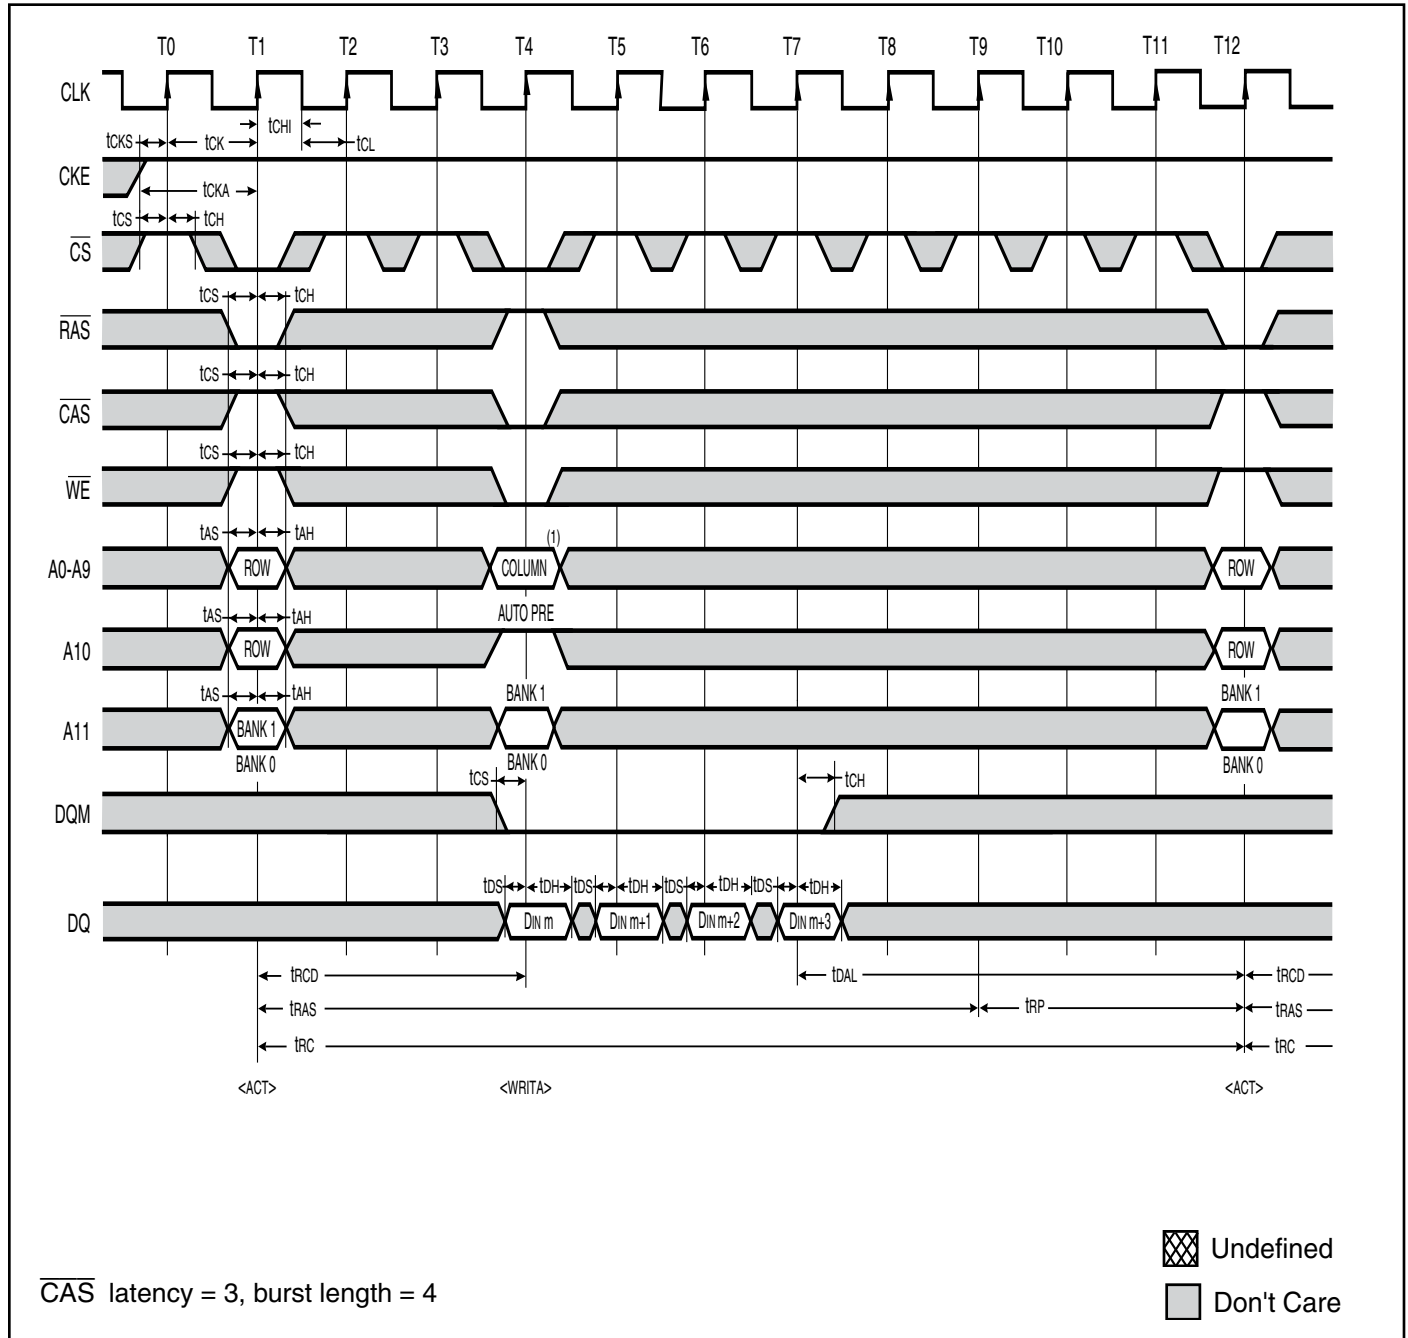 T0 T1 T2 T3 T4 T5 T6 T7 T8 T9 T10 T11 T12
CLK
tCHI
tCKS tCK tCL
CKE
tCKA
tCS tCH
CS
tCS tCH
RAS
tCS tCH
CAS
tCS tCH
WE
tAS tAH (1)
A0-A9 ROW COLUMN ROW
AUTO PRE
tAS tAH
A10 ROW ROW
tAS tAH BANK 1 BANK 1
A11 BANK 1
BANK 0 BANK 0 BANK 0
tCS tCH
DQM
tDS tDH tDS tDH tDS tDH tDS tDH
DQ DIN m DIN m+1 DIN m+2 DIN m+3
tRCD tDAL tRCD
tRAS tRP tRAS
tRC tRC
<ACT> <WRITA> <ACT>
Undefined
CAS latency = 3, burst length = 4
Don't Care